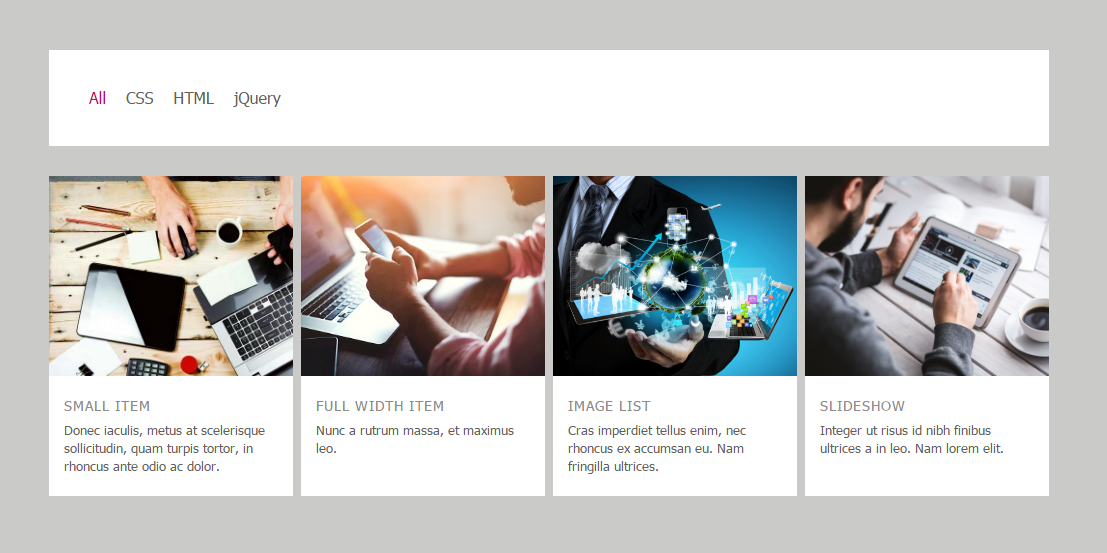 All CSS HTML jQuery
SMALL ITEM
Donec iaculis, metus at scelerisque
sollicitudin, quam turpis tortor, in
rhoncus ante odio ac dolor.
FULL WIDTH ITEM
Nunc a rutrum massa, et maximus
leo.
IMAGE LIST
Cras imperdiet tellus enim, nec
rhoncus ex accumsan eu. Nam
fringilla ultrices.
SLIDESHOW
Integer ut risus id nibh finibus
ultrices a in leo. Nam lorem elit.